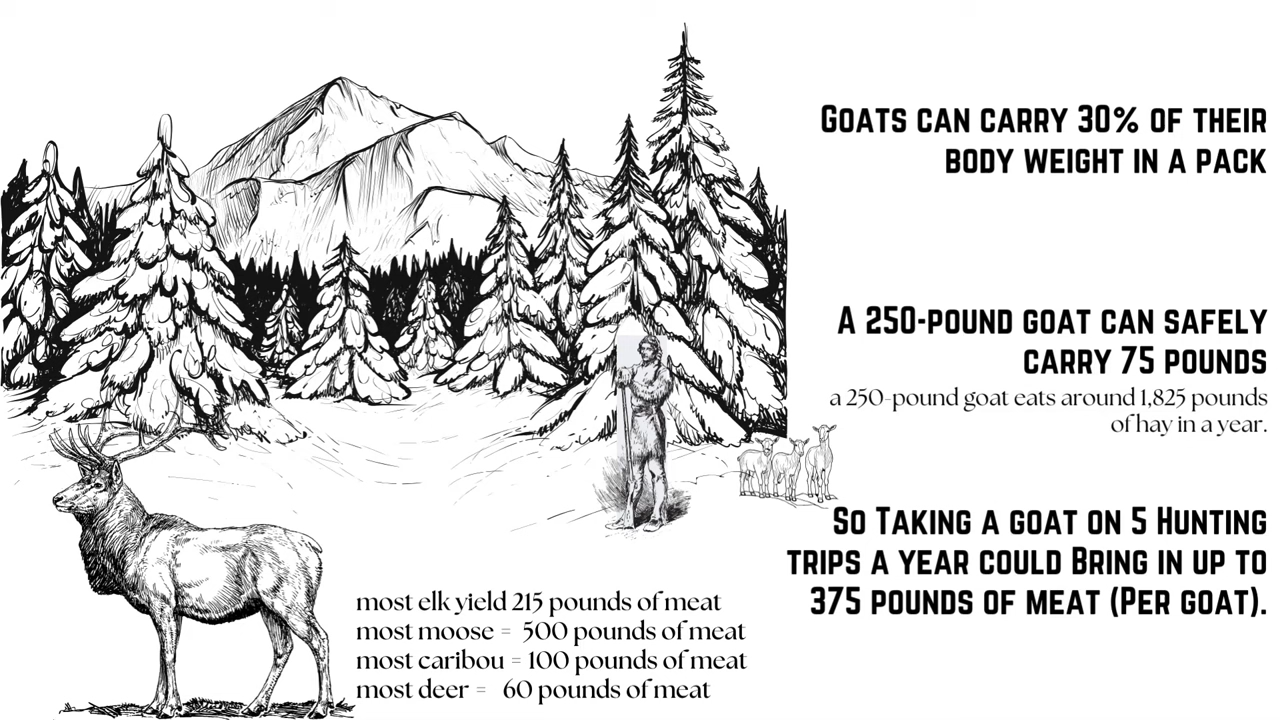 Goats can carry 30% of their
body weight in a pack
A 250-pound goat can safely
carry 75 pounds
a 250-pound goat eats around 1,825 pounds
of hay in a year.
So Taking a goat on 5 Hunting
trips a year could Bring in up to
375 pounds of meat (Per goat).
most elk yield 215 pounds of meat
most moose = 500 pounds of meat
most caribou = 100 pounds of meat
most deer = 60 pounds of meat